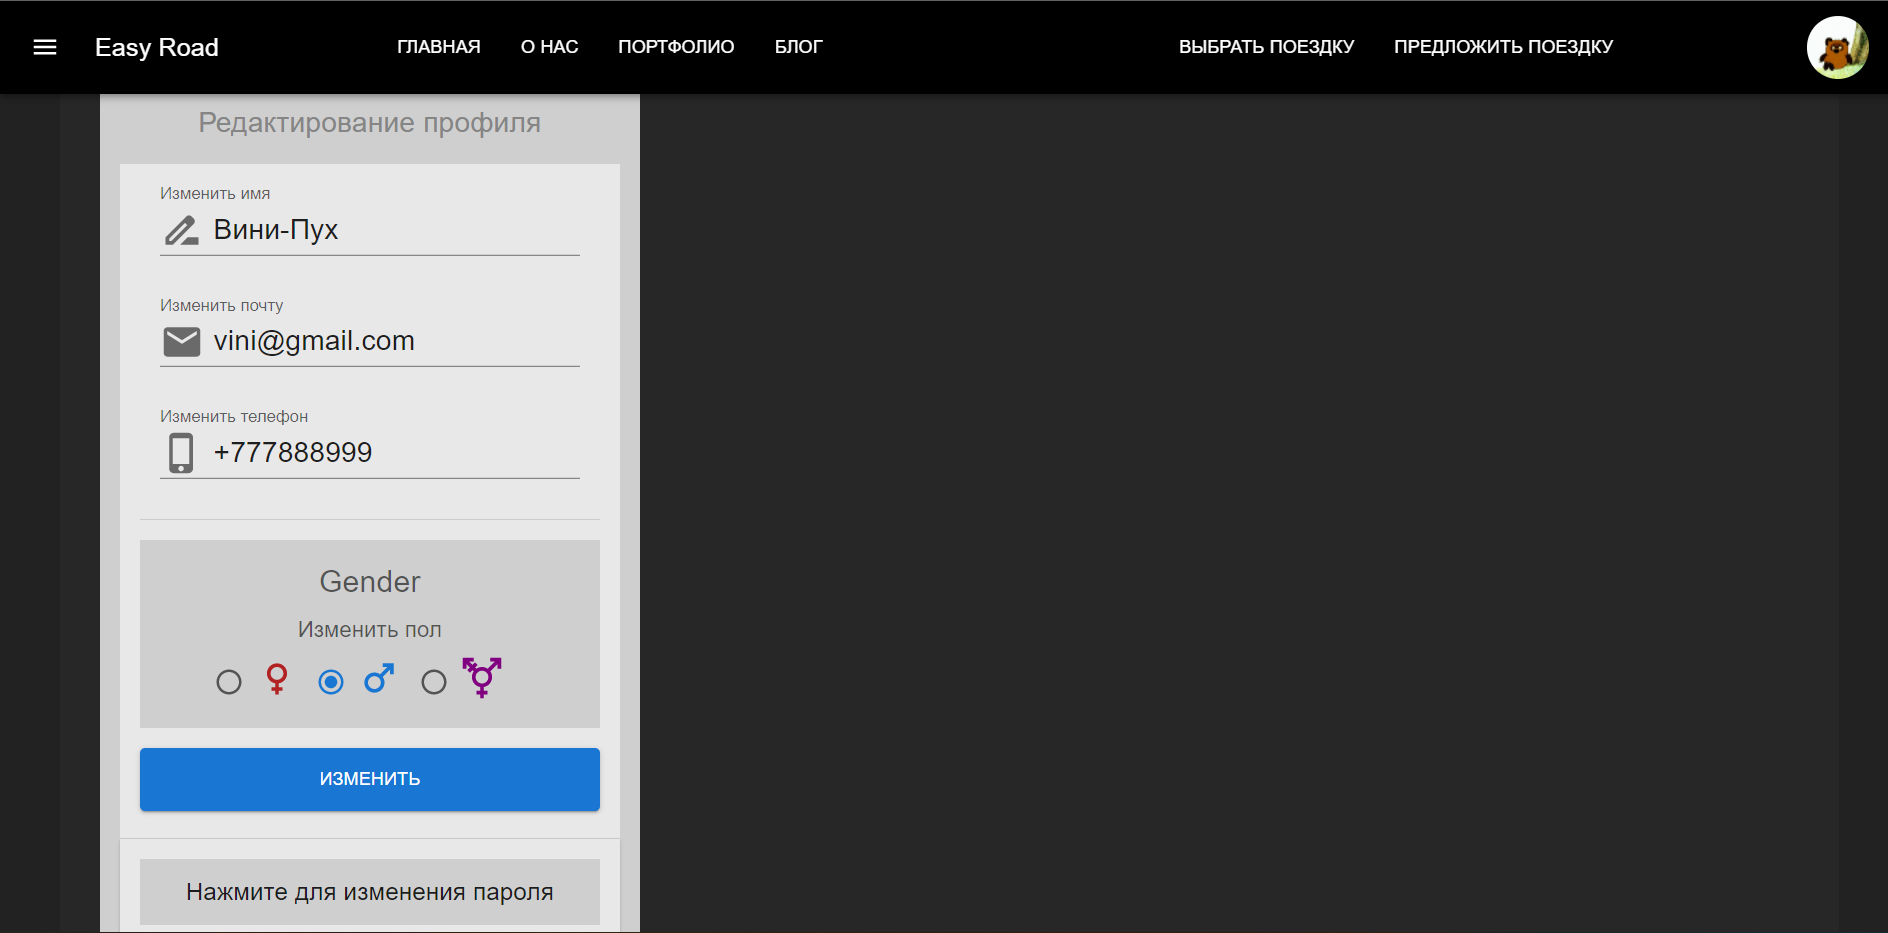 Easy Road
ГЛАВНАЯ О НАС ПОРТФОЛИО БЛОГ ВЫБРАТЬ ПОЕЗДКУ ПРЕДЛОЖИТЬ ПОЕЗДКУ
Редактирование профиля
Изменить имя
Вини-Пух
Изменить почту
vini@gmail.com
Изменить телефон
+777888999
Gender
Изменить пол
ИЗМЕНИТЬ
Нажмите для изменения пароля